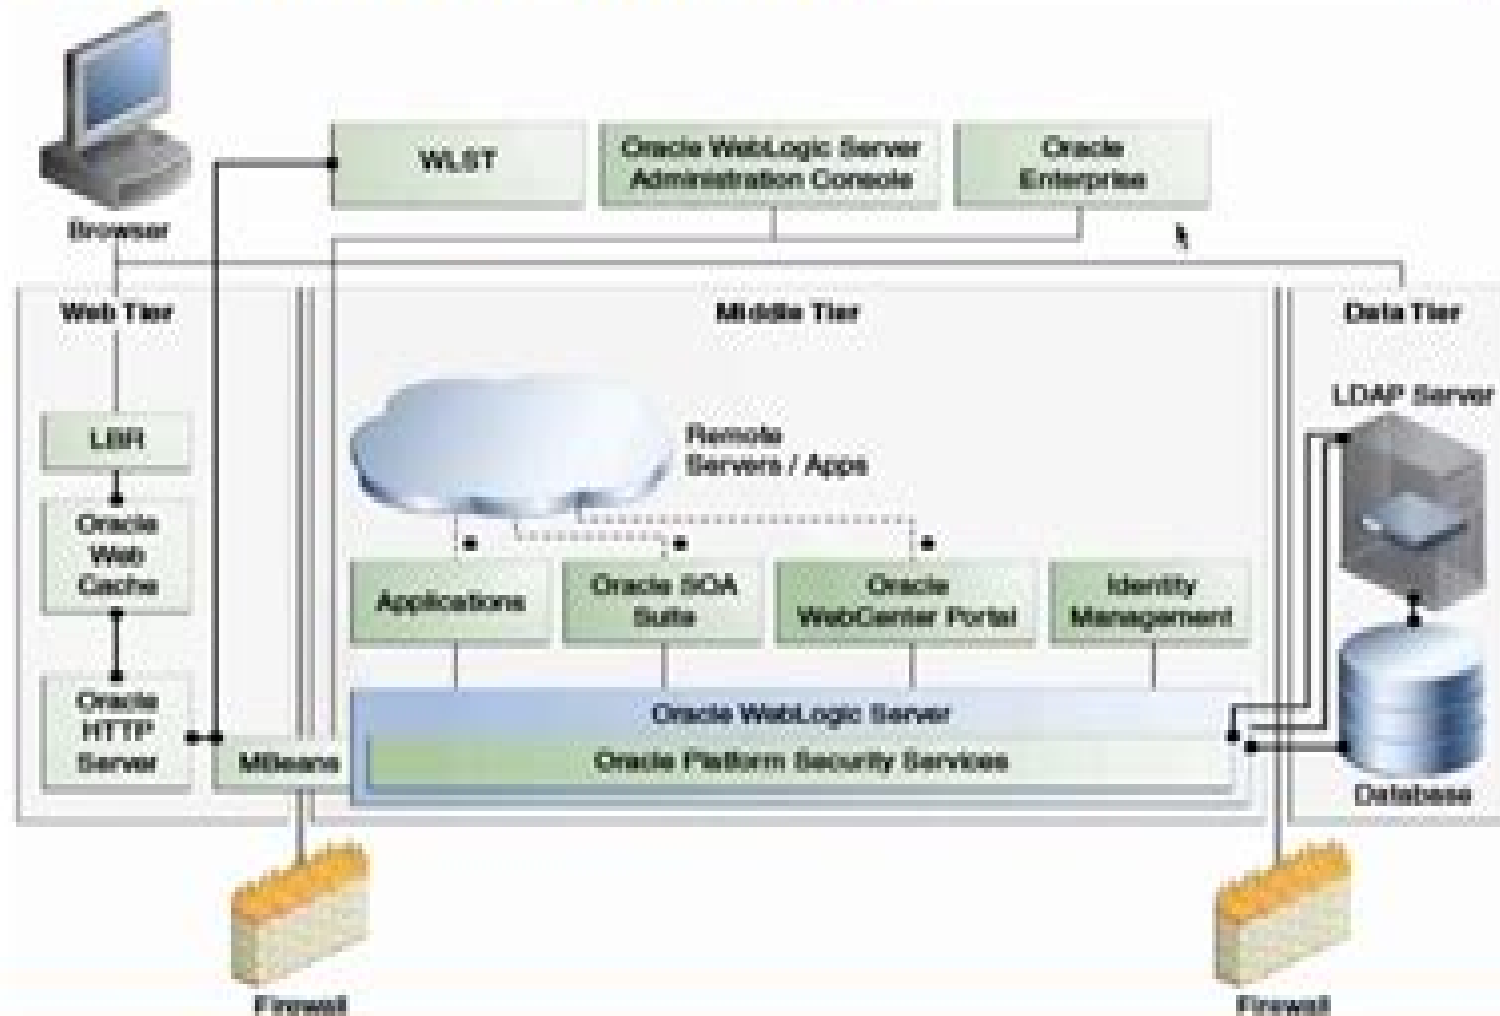 WLST
Oracle WebLogic Server
Administration Console
Oracle
Enterprise
Browser
Web Tier
Middle Tier
Data Tier
LDAP Server
LBR
Remote
Servers / Apps
Oracle
Web
Cache
Applications
Oracle SOA
Suite
Oracle
WebCenter Portal
Identity
Management
Oracle
HTTP
Server
Oracle WebLogic Server
MBeans
Oracle Platform Security Services
Database
Firewall
Firewall